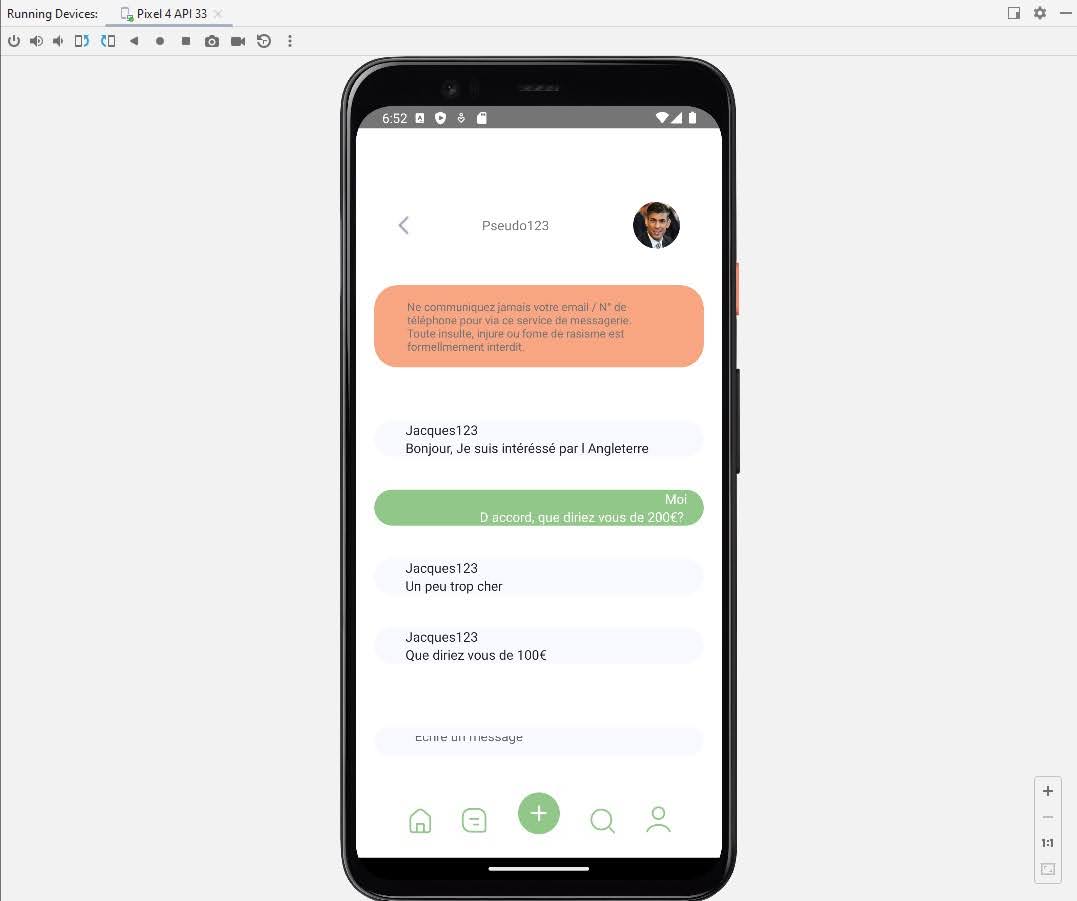 Running Devices: Pixel 4 API 33
6:52
Pseudo123
Ne communiquez jamais votre email / N° de
téléphone pour via ce service de messagerie.
Toute insulte, injure ou fome de rasisme est
formellmement interdit.
Jacques123
Bonjour, Je suis intéréssé par l Angleterre
Moi
D accord, que diriez vous de 200€?
Jacques123
Un peu trop cher
Jacques123
Que diriez vous de 100€
Ecrire un message
1:1